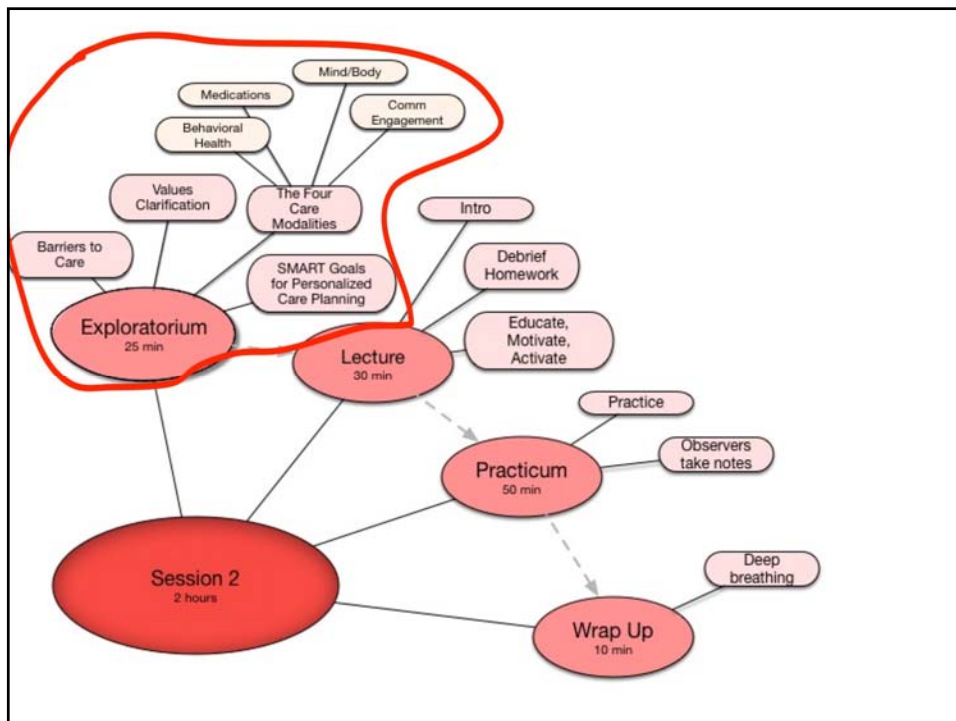 Mind/Body
Medications
Comm
Engagement
Behavioral
Health
Values
Clarification
The Four
Care
Modalities
Intro
Barriers to
Care
SMART Goals
for Personalized
Care Planning
Debrief
Homework
Exploratorium
25 min
Lecture
30 min
Educate,
Motivate,
Activate
Practice
Practicum
50 min
Observers
take notes
Session 2
2 hours
Deep
breathing
Wrap Up
10 min